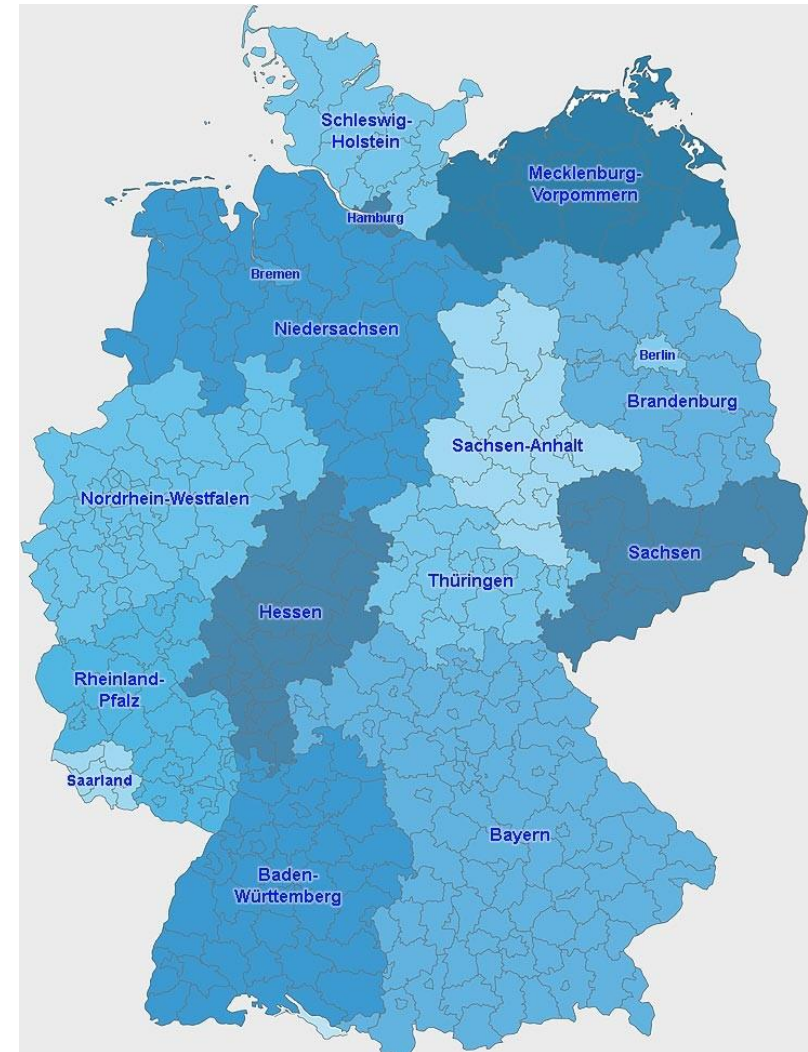 Schleswig-
Holstein
Mecklenburg-
Vorpommern
Hamburg
Bremen
Niedersachsen
Berlin
Brandenburg
Sachsen-Anhalt
Nordrhein-Westfalen
Sachsen
Thüringen
Hessen
Rheinland-
Pfalz
Saarland
Bayern
Baden-
Württemberg